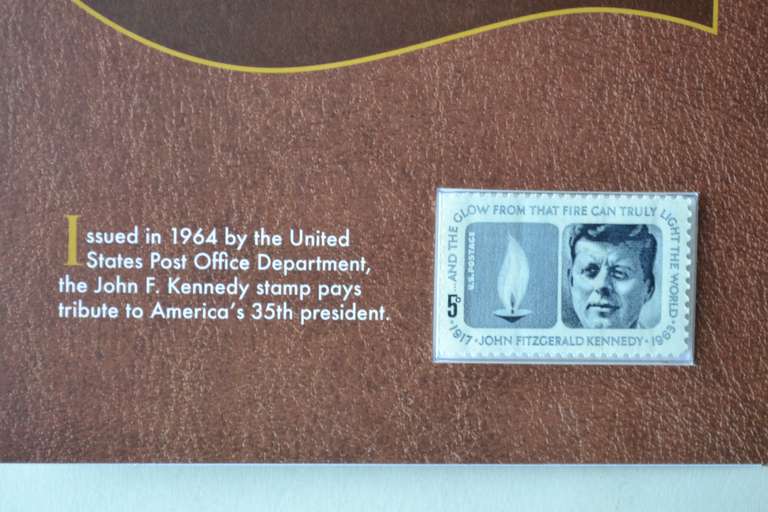 Issued in 1964 by the United
States Post Office Department,
the John F. Kennedy stamp pays
tribute to America's 35th president.
...AND THE GLOW FROM THAT FIRE CAN TRULY LIGHT THE WORLD.
U.S. POSTAGE
5¢
1917 · JOHN FITZGERALD KENNEDY · 1963